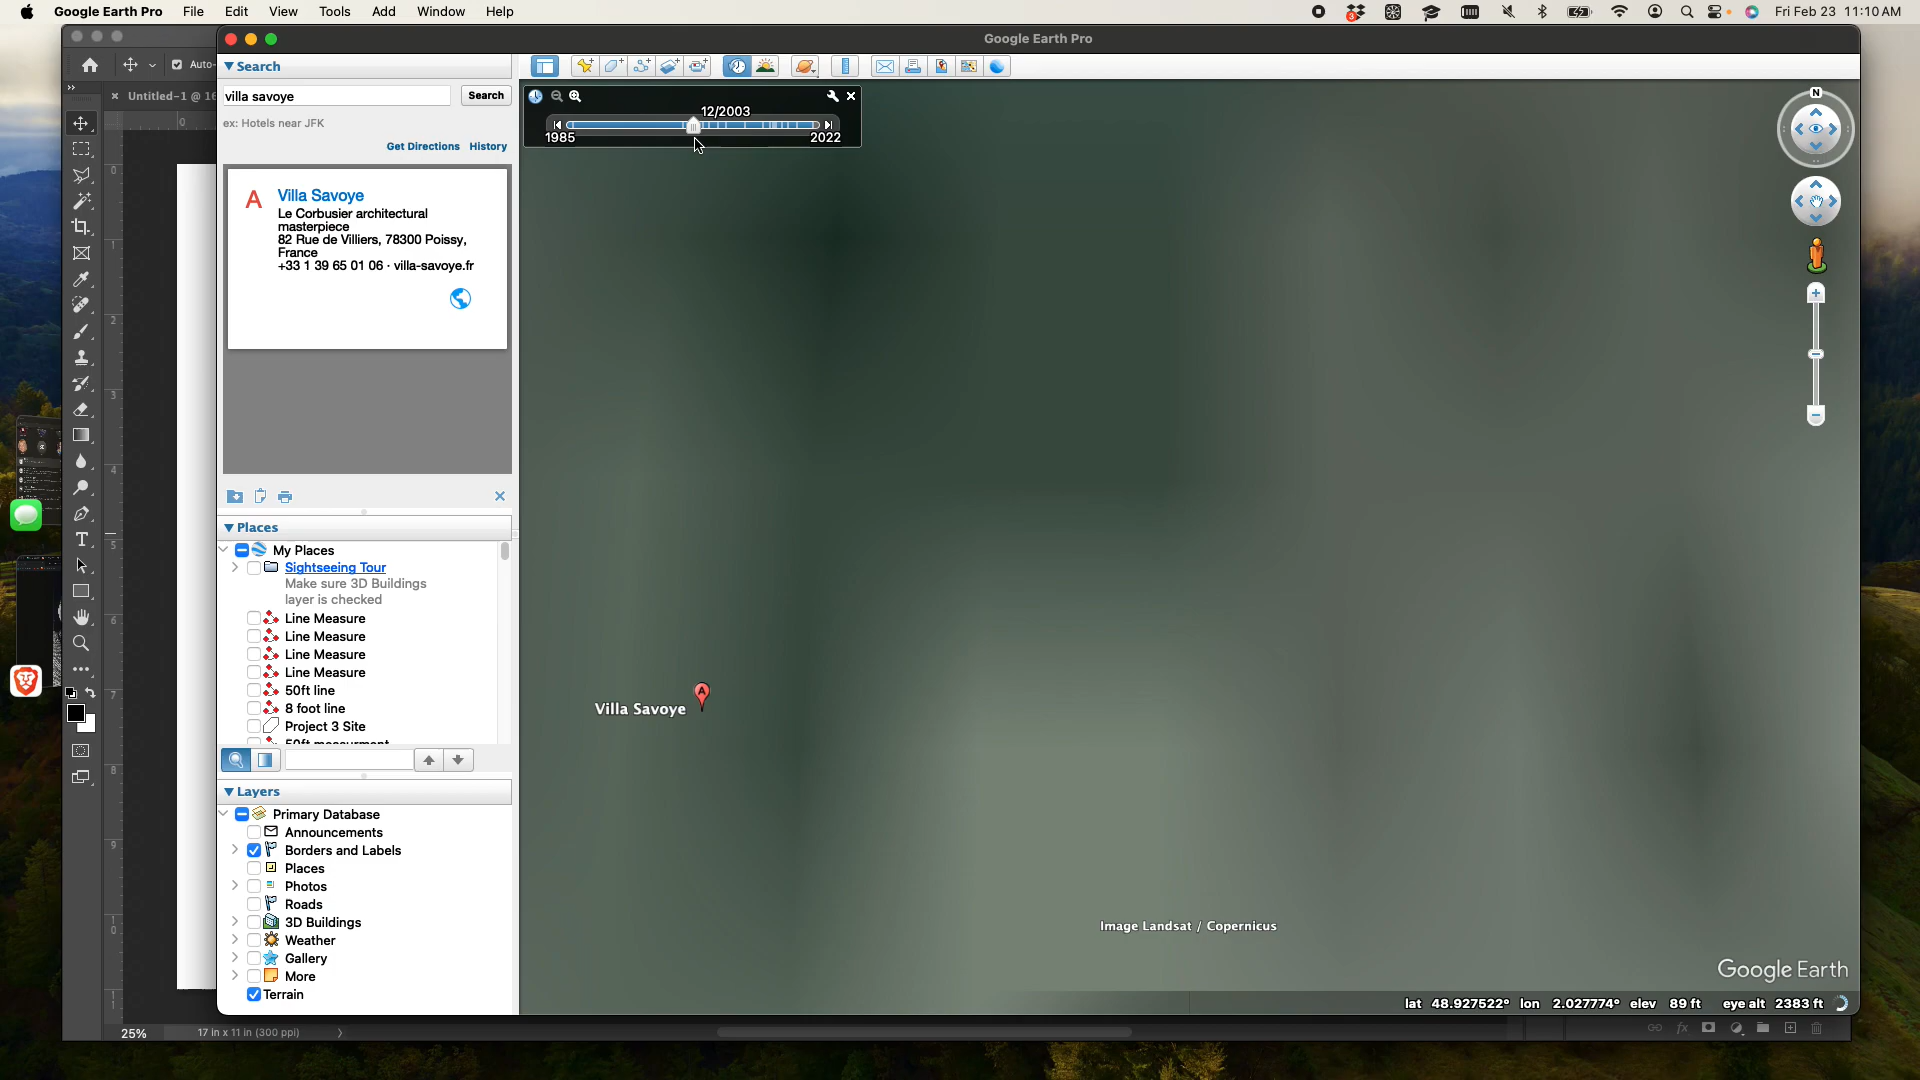 Google Earth Pro File Edit View Tools Add Window Help
3
Fri Feb 23 11:10 AM
Google Earth Pro
Auto-
Untitled-1 @ 16
Search
villa savoye Search
ex: Hotels near JFK
Get Directions History
A Villa Savoye
Le Corbusier architectural
masterpiece
82 Rue de Villiers, 78300 Poissy,
France
+33 1 39 65 01 06 · villa-savoye.fr
Places
My Places
Sightseeing Tour
Make sure 3D Buildings
layer is checked
Line Measure
Line Measure
Line Measure
Line Measure
50ft line
8 foot line
Project 3 Site
50ft measurment
Layers
Primary Database
Announcements
Borders and Labels
Places
Photos
Roads
3D Buildings
Weather
Gallery
More
Terrain
12/2003
1985 2022
N
Villa Savoye A
Image Landsat / Copernicus
Google Earth
lat 48.927522° lon 2.027774° elev 89 ft eye alt 2383 ft
25% 17 in x 11 in (300 ppi)